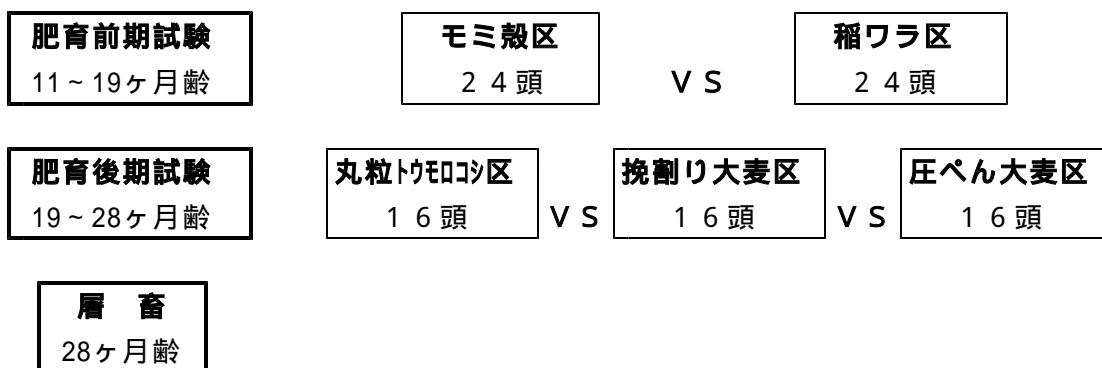 肥育前期試験 モミ殻区 稲ワラ区
11~19ヶ月齢 24頭 VS 24頭
肥育後期試験 丸粒トウモロコシ区 挽割り大麦区 圧ぺん大麦区
19~28ヶ月齢 16頭 VS 16頭 VS 16頭
屠 畜
28ヶ月齢